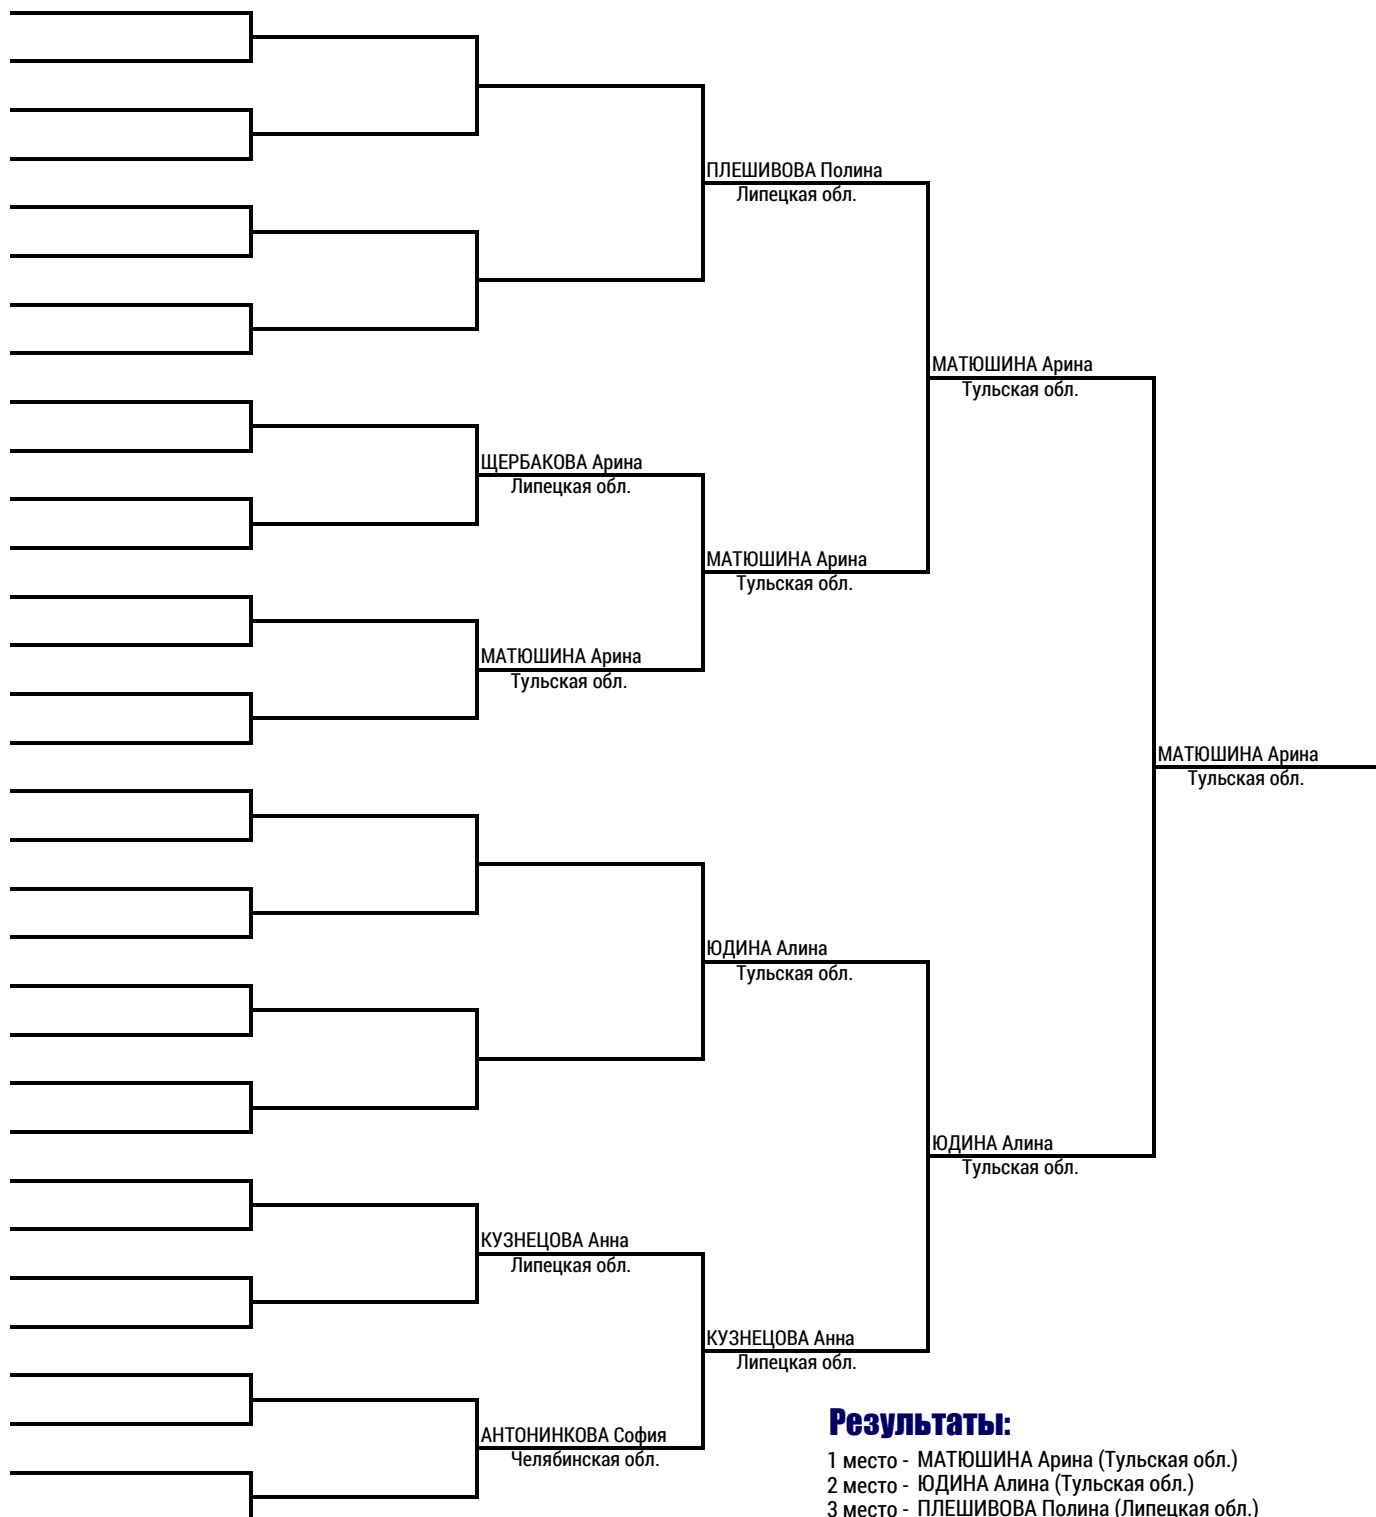 ПЛЕШИВОВА Полина
Липецкая обл.
МАТЮШИНА Арина
Тульская обл.
ЩЕРБАКОВА Арина
Липецкая обл.
МАТЮШИНА Арина
Тульская обл.
МАТЮШИНА Арина
Тульская обл.
МАТЮШИНА Арина
Тульская обл.
ЮДИНА Алина
Тульская обл.
ЮДИНА Алина
Тульская обл.
КУЗНЕЦОВА Анна
Липецкая обл.
КУЗНЕЦОВА Анна
Липецкая обл.
АНТОНИНКОВА София
Челябинская обл.
Результаты:
1 место - МАТЮШИНА Арина (Тульская обл.)
2 место - ЮДИНА Алина (Тульская обл.)
3 место - ПЛЕШИВОВА Полина (Липецкая обл.)